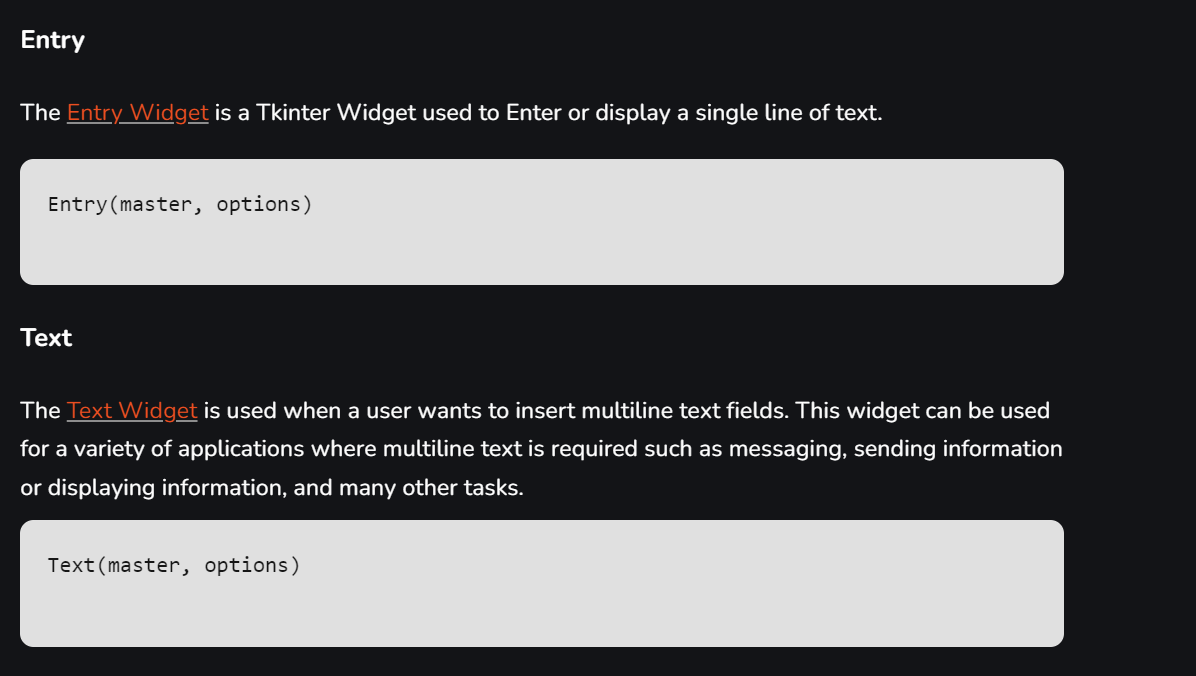 Entry
The Entry Widget is a Tkinter Widget used to Enter or display a single line of text.
Entry(master, options)
Text
The Text Widget is used when a user wants to insert multiline text fields. This widget can be used
for a variety of applications where multiline text is required such as messaging, sending information
or displaying information, and many other tasks.
Text(master, options)